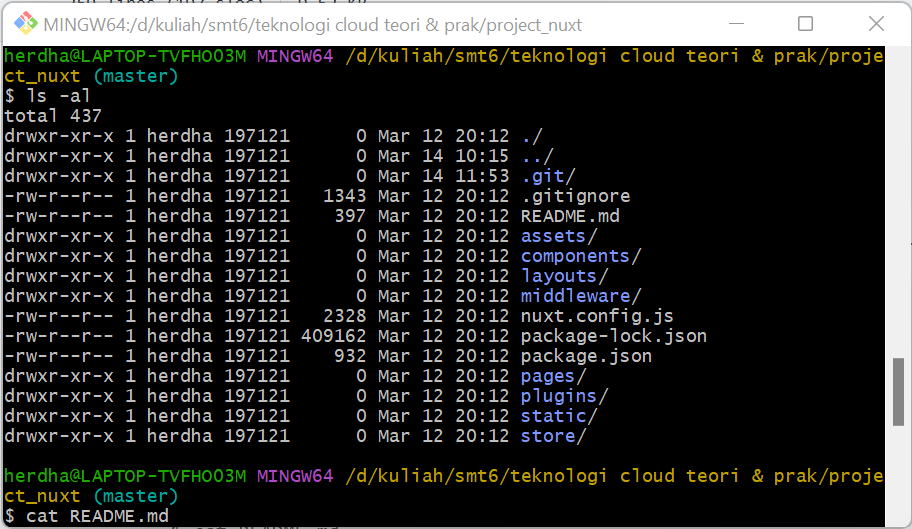 MINGW64:/d/kuliah/smt6/teknologi cloud teori & prak/project_nuxt
herdha@LAPTOP-TVFHOO3M MINGW64 /d/kuliah/smt6/teknologi cloud teori & prak/proje
ct_nuxt (master)
$ ls -al
total 437
drwxr-xr-x 1 herdha 197121      0 Mar 12 20:12 ./
drwxr-xr-x 1 herdha 197121      0 Mar 14 10:15 ../
drwxr-xr-x 1 herdha 197121      0 Mar 14 11:53 .git/
-rw-r--r-- 1 herdha 197121   1343 Mar 12 20:12 .gitignore
-rw-r--r-- 1 herdha 197121    397 Mar 12 20:12 README.md
drwxr-xr-x 1 herdha 197121      0 Mar 12 20:12 assets/
drwxr-xr-x 1 herdha 197121      0 Mar 12 20:12 components/
drwxr-xr-x 1 herdha 197121      0 Mar 12 20:12 layouts/
drwxr-xr-x 1 herdha 197121      0 Mar 12 20:12 middleware/
-rw-r--r-- 1 herdha 197121   2328 Mar 12 20:12 nuxt.config.js
-rw-r--r-- 1 herdha 197121 409162 Mar 12 20:12 package-lock.json
-rw-r--r-- 1 herdha 197121    932 Mar 12 20:12 package.json
drwxr-xr-x 1 herdha 197121      0 Mar 12 20:12 pages/
drwxr-xr-x 1 herdha 197121      0 Mar 12 20:12 plugins/
drwxr-xr-x 1 herdha 197121      0 Mar 12 20:12 static/
drwxr-xr-x 1 herdha 197121      0 Mar 12 20:12 store/
herdha@LAPTOP-TVFHOO3M MINGW64 /d/kuliah/smt6/teknologi cloud teori & prak/proje
ct_nuxt (master)
$ cat README.md